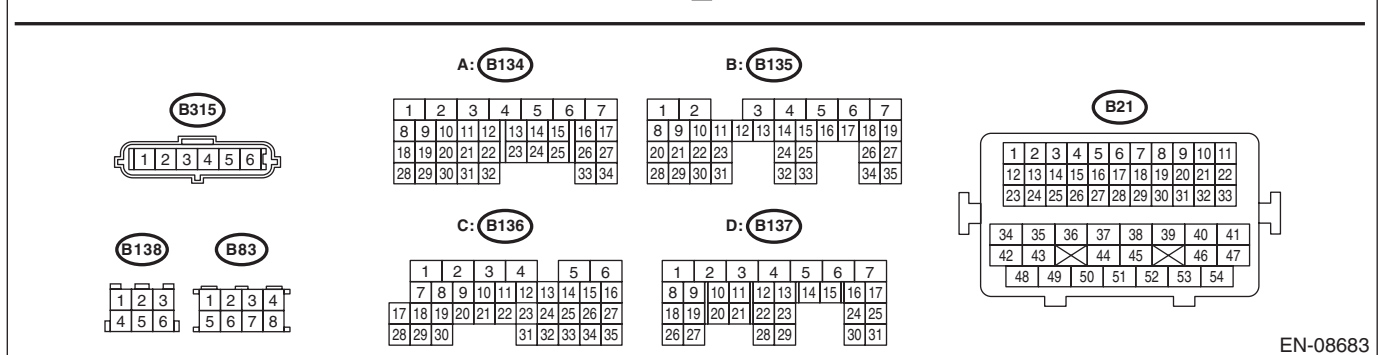 A: B134
B: B135
B315
B21
1 2 3 4 5 6
1 2 3 4 5 6 7
8 9 10 11 12 13 14 15 16 17
18 19 20 21 22 23 24 25 26 27
28 29 30 31 32 33 34
1 2 3 4 5 6 7
8 9 10 11 12 13 14 15 16 17 18 19
20 21 22 23 24 25 26 27
28 29 30 31 32 33 34 35
1 2 3 4 5 6 7 8 9 10 11
12 13 14 15 16 17 18 19 20 21 22
23 24 25 26 27 28 29 30 31 32 33
34 35 36 37 38 39 40 41
42 43 44 45 46 47
48 49 50 51 52 53 54
C: B136
D: B137
B138
B83
1 2 3
4 5 6
1 2 3 4
5 6 7 8
1 2 3 4 5 6
7 8 9 10 11 12 13 14 15 16
17 18 19 20 21 22 23 24 25 26 27
28 29 30 31 32 33 34 35
1 2 3 4 5 6 7
8 9 10 11 12 13 14 15 16 17
18 19 20 21 22 23 24 25
26 27 28 29 30 31
EN-08683